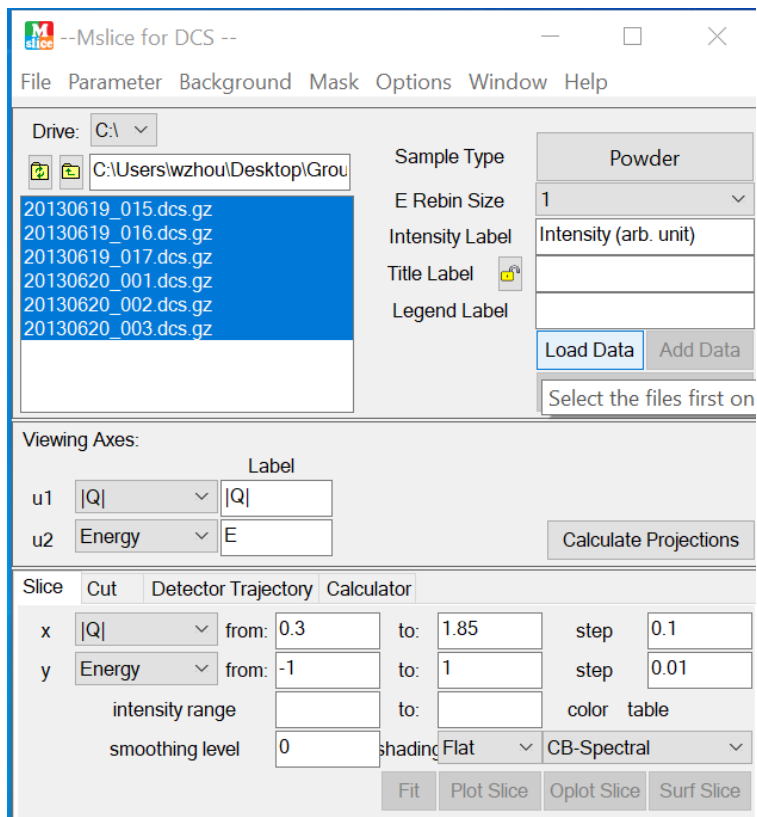 M slice --Mslice for DCS --
File Parameter Background Mask Options Window Help
Drive: C:\
C:\Users\wzhou\Desktop\Grou
20130619_015.dcs.gz
20130619_016.dcs.gz
20130619_017.dcs.gz
20130620_001.dcs.gz
20130620_002.dcs.gz
20130620_003.dcs.gz
Sample Type Powder
E Rebin Size 1
Intensity Label Intensity (arb. unit)
Title Label
Legend Label
Load Data Add Data
Select the files first on
Viewing Axes:
Label
u1 |Q| |Q|
u2 Energy E
Calculate Projections
Slice Cut Detector Trajectory Calculator
x |Q| from: 0.3 to: 1.85 step 0.1
y Energy from: -1 to: 1 step 0.01
intensity range to: color table
smoothing level 0 shading Flat CB-Spectral
Fit Plot Slice Oplot Slice Surf Slice